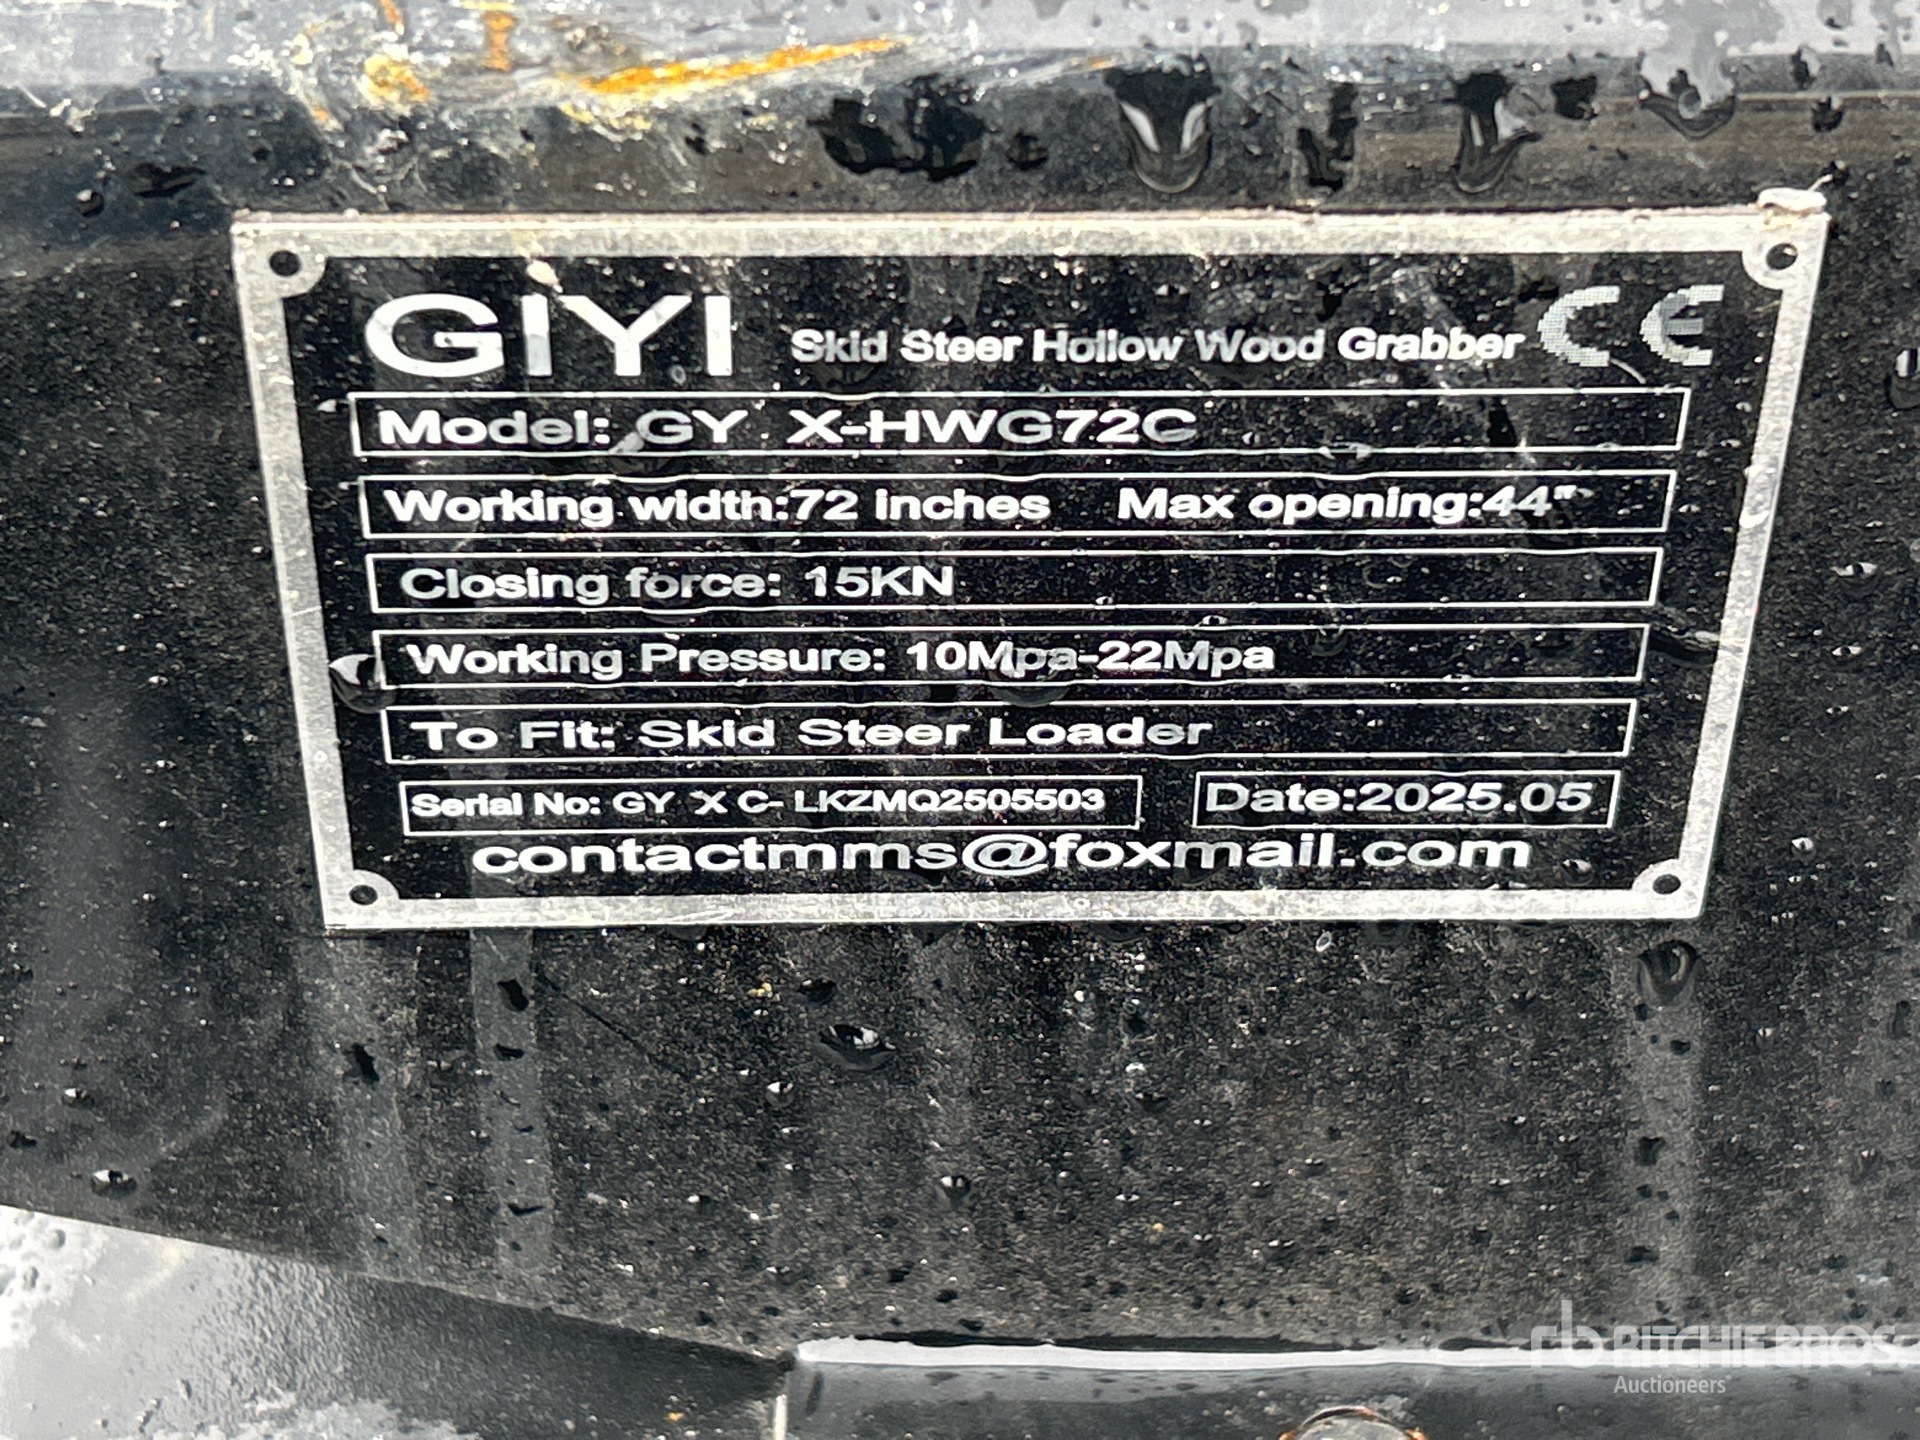 GIYI Skid Steer Hollow Wood Grabber CE
Model: GY X-HWG72C
Working width:72 inches Max opening:44"
Closing force: 15KN
Working Pressure: 10Mpa-22Mpa
To Fit: Skid Steer Loader
Serial No: GY X C- LKZMQ2505503 Date:2025.05
contactmms@foxmail.com
rb RITCHIE BROS.
Auctioneers